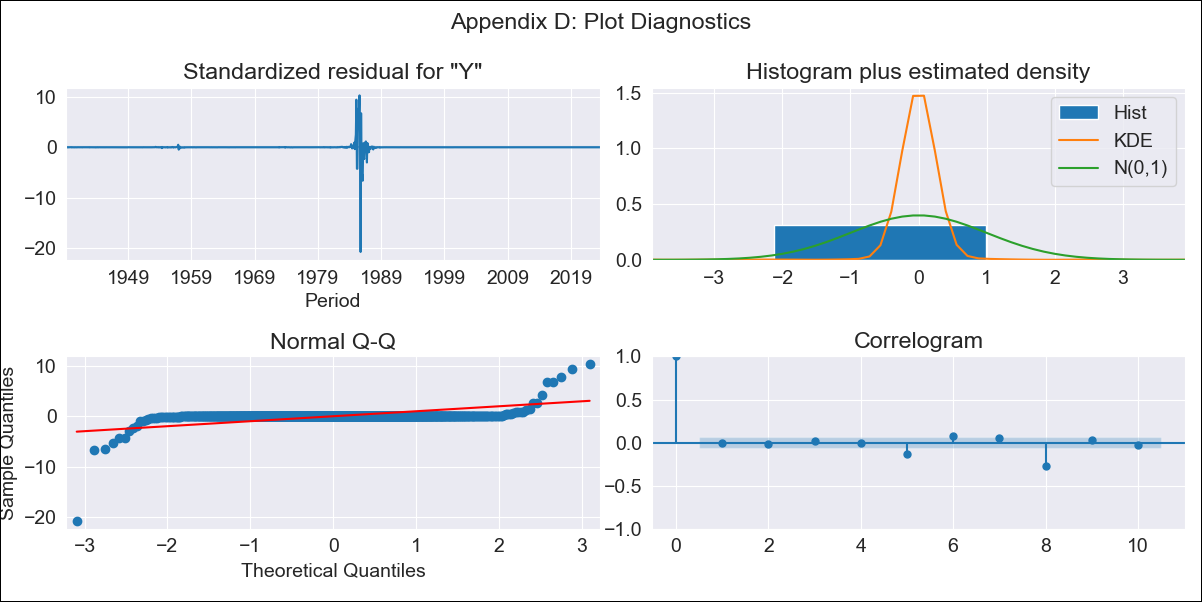 Appendix D: Plot Diagnostics
Standardized residual for "Y"
10
0
−10
−20
1949 1959 1969 1979 1989 1999 2009 2019
Period
Histogram plus estimated density
1.5
1.0
0.5
0.0
Hist
KDE
N(0,1)
−3 −2 −1 0 1 2 3
Normal Q-Q
Sample Quantiles
10
0
−10
−20
−3 −2 −1 0 1 2 3
Theoretical Quantiles
Correlogram
1.0
0.5
0.0
−0.5
−1.0
0 2 4 6 8 10